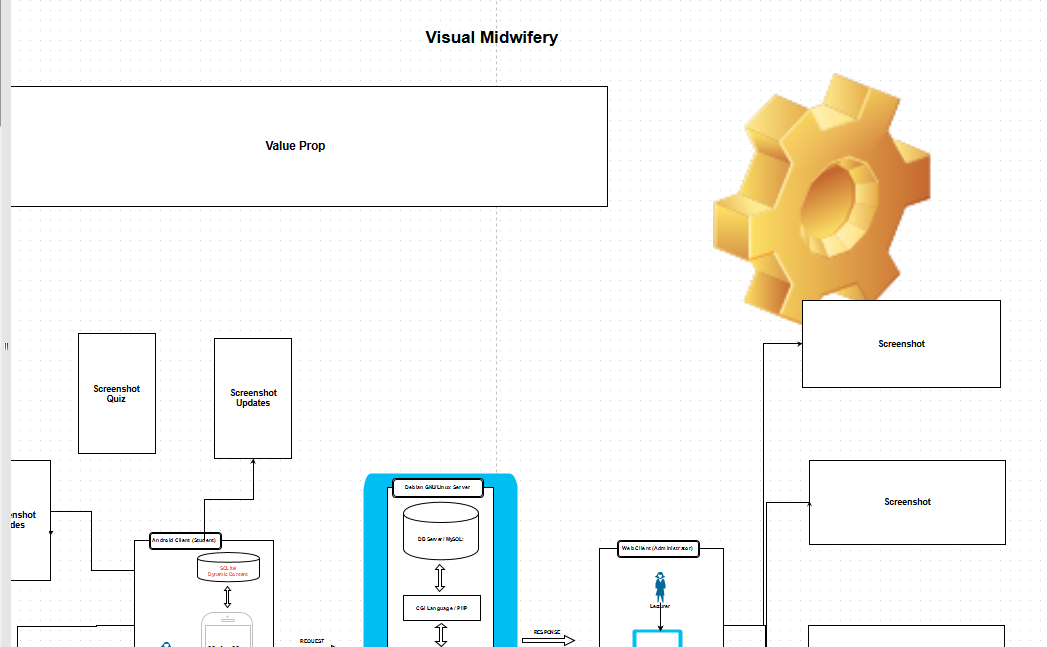 Visual Midwifery
Value Prop
Screenshot
Screenshot
Quiz
Screenshot
Updates
Screenshot
nshot
des
Debian GNU/Linux Server
DB Server / MySQL
Android Client (Student)
SQLite/
Dynamic Content
Web Client (Administrator)
Lecturer
CGI Language / PHP
REQUEST
RESPONSE